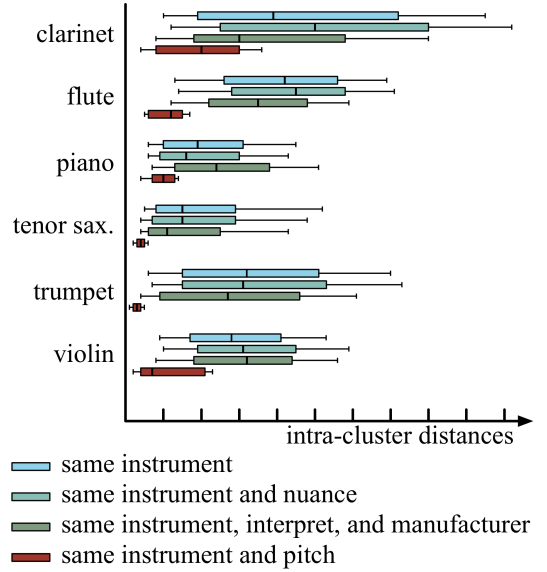 clarinet
flute
piano
tenor sax.
trumpet
violin
intra-cluster distances
same instrument
same instrument and nuance
same instrument, interpret, and manufacturer
same instrument and pitch